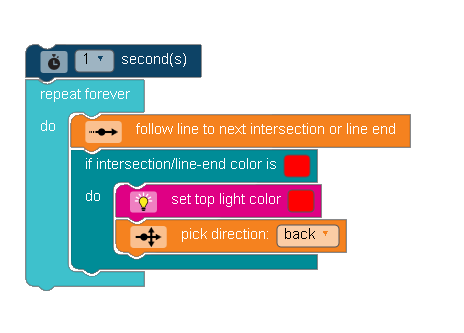 1 second(s)
repeat forever
do
follow line to next intersection or line end
if intersection/line-end color is
do
set top light color
pick direction: back